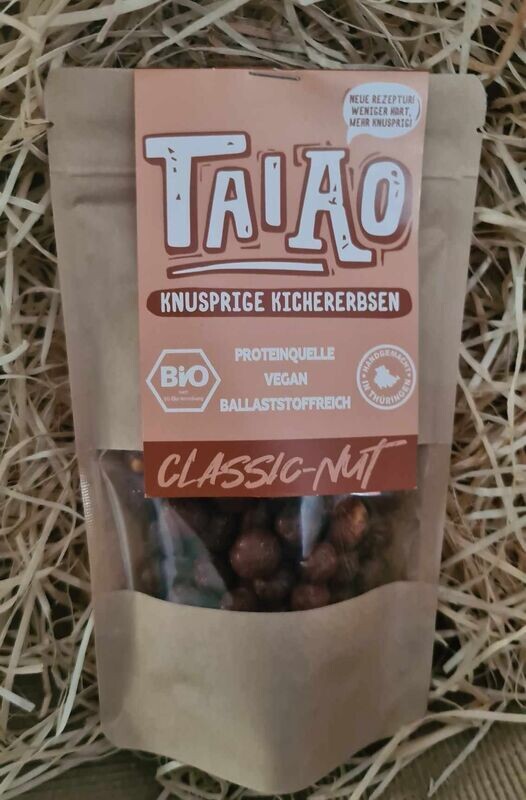 NEUE REZEPTUR!
WENIGER HART,
MEHR KNUSPRIG!
TAIAO
KNUSPRIGE KICHERERBSEN
PROTEINQUELLE
VEGAN
BALLASTSTOFFREICH
BIO
HANDGEMACHT
IN THÜRINGEN
CLASSIC-NUT